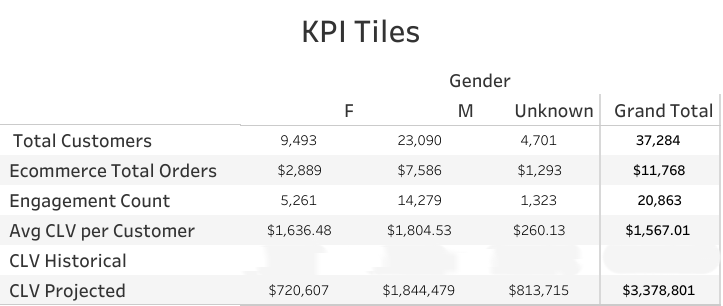 KPI Tiles
Gender
F M Unknown Grand Total
Total Customers 9,493 23,090 4,701 37,284
Ecommerce Total Orders $2,889 $7,586 $1,293 $11,768
Engagement Count 5,261 14,279 1,323 20,863
Avg CLV per Customer $1,636.48 $1,804.53 $260.13 $1,567.01
CLV Historical
CLV Projected $720,607 $1,844,479 $813,715 $3,378,801